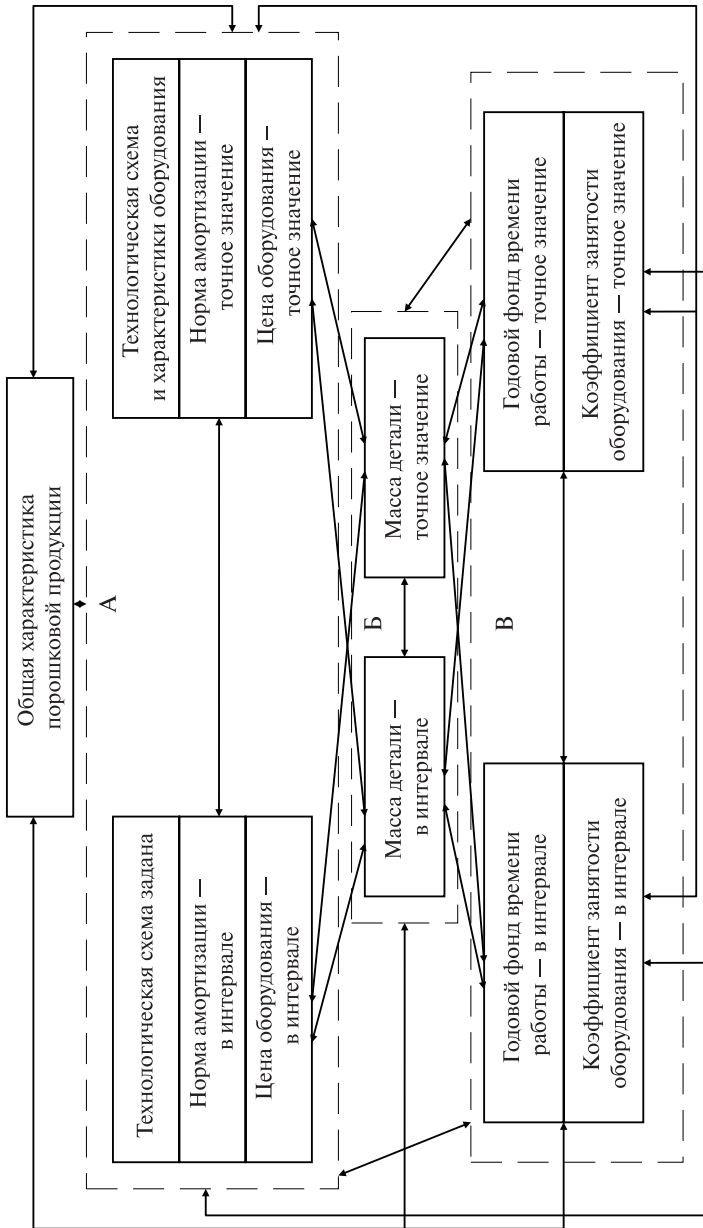 Общая характеристика
порошковой продукции
А
Технологическая схема задана
Норма амортизации —
в интервале
Цена оборудования —
в интервале
Технологическая схема
и характеристики оборудования
Норма амортизации —
точное значение
Цена оборудования —
точное значение
Б
Масса детали —
в интервале
Масса детали —
точное значение
В
Годовой фонд времени
работы — в интервале
Коэффициент занятости
оборудования — в интервале
Годовой фонд времени
работы — точное значение
Коэффициент занятости
оборудования — точное значение